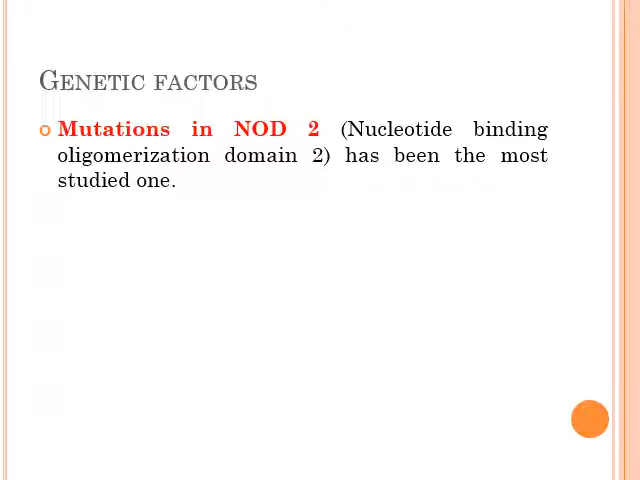 GENETIC FACTORS
Mutations in NOD 2 (Nucleotide binding
oligomerization domain 2) has been the most
studied one.